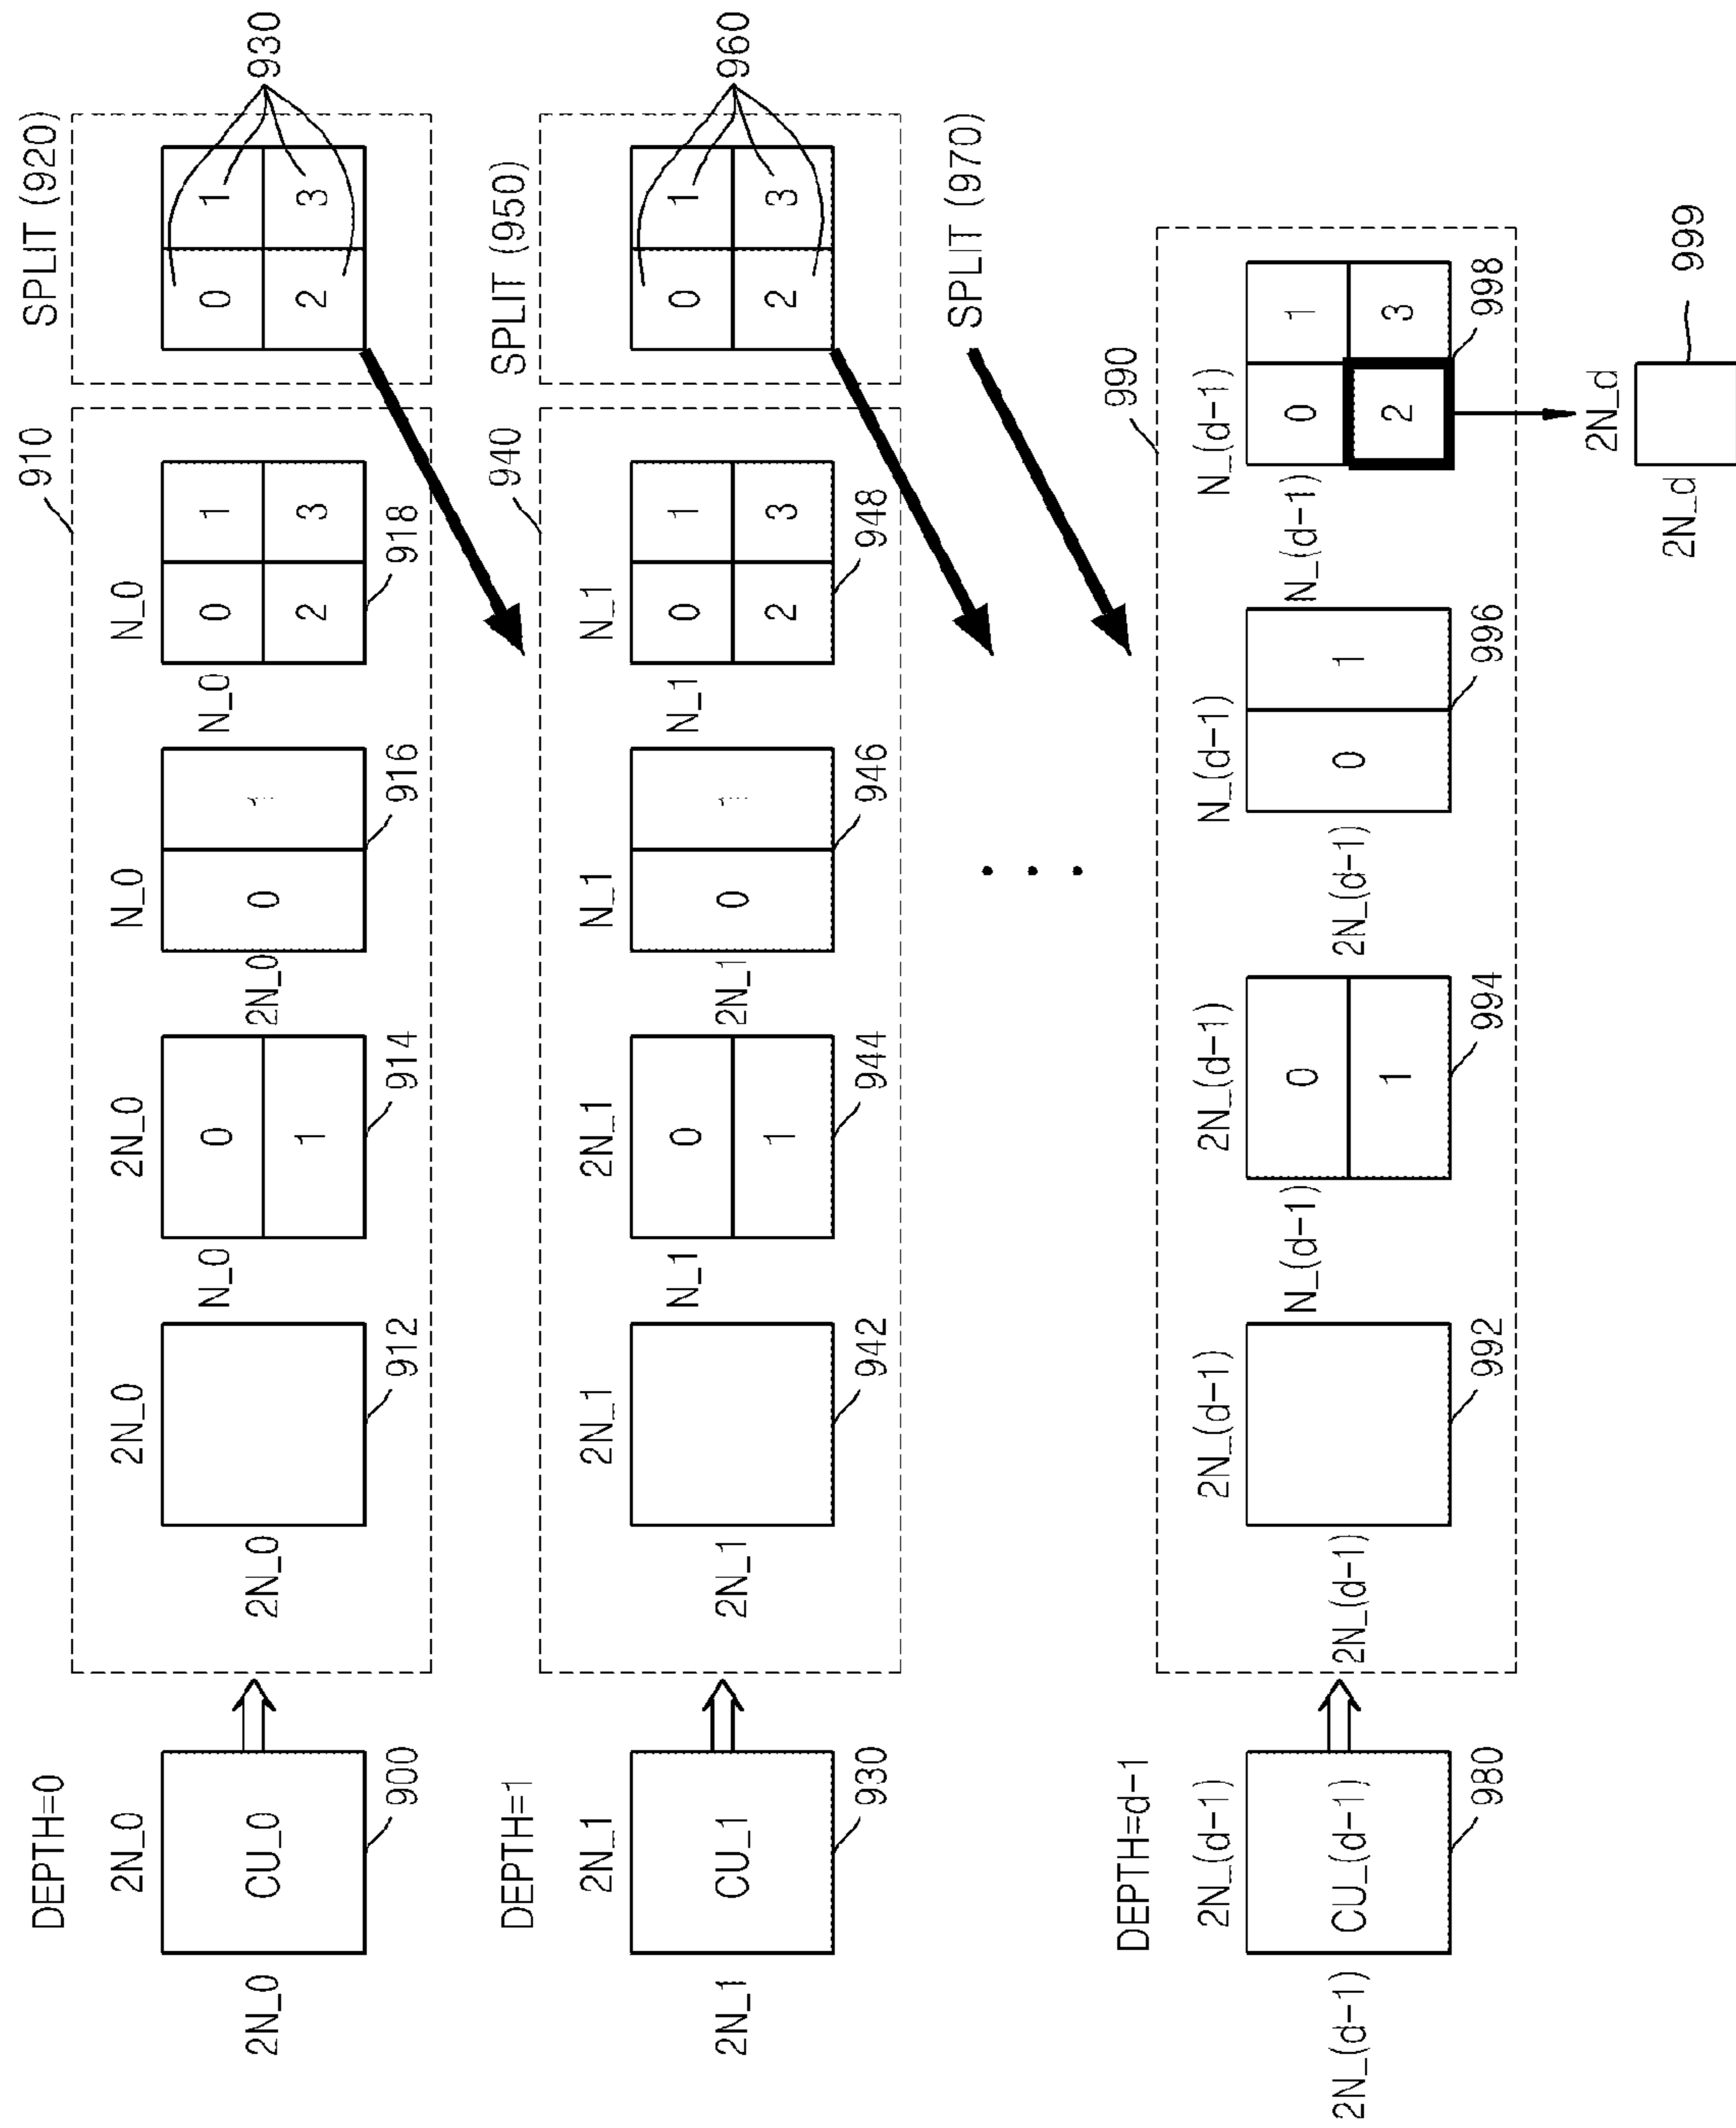 DEPTH=0
2N_0
2N_0
CU_0
900
910
2N_0
2N_0
912
2N_0
N_0
0
1
914
N_0
2N_0
0
1
916
N_0
N_0
0
1
2
3
918
SPLIT (920)
0
1
2
3
930
DEPTH=1
2N_1
2N_1
CU_1
930
940
2N_1
2N_1
942
2N_1
N_1
0
1
944
N_1
2N_1
0
1
946
N_1
N_1
0
1
2
3
948
SPLIT (950)
0
1
2
3
960
SPLIT (970)
DEPTH=d-1
2N_(d-1)
2N_(d-1)
CU_(d-1)
980
990
2N_(d-1)
2N_(d-1)
992
2N_(d-1)
N_(d-1)
0
1
994
N_(d-1)
2N_(d-1)
0
1
996
N_(d-1)
N_(d-1)
0
1
2
3
998
2N_d
2N_d
999